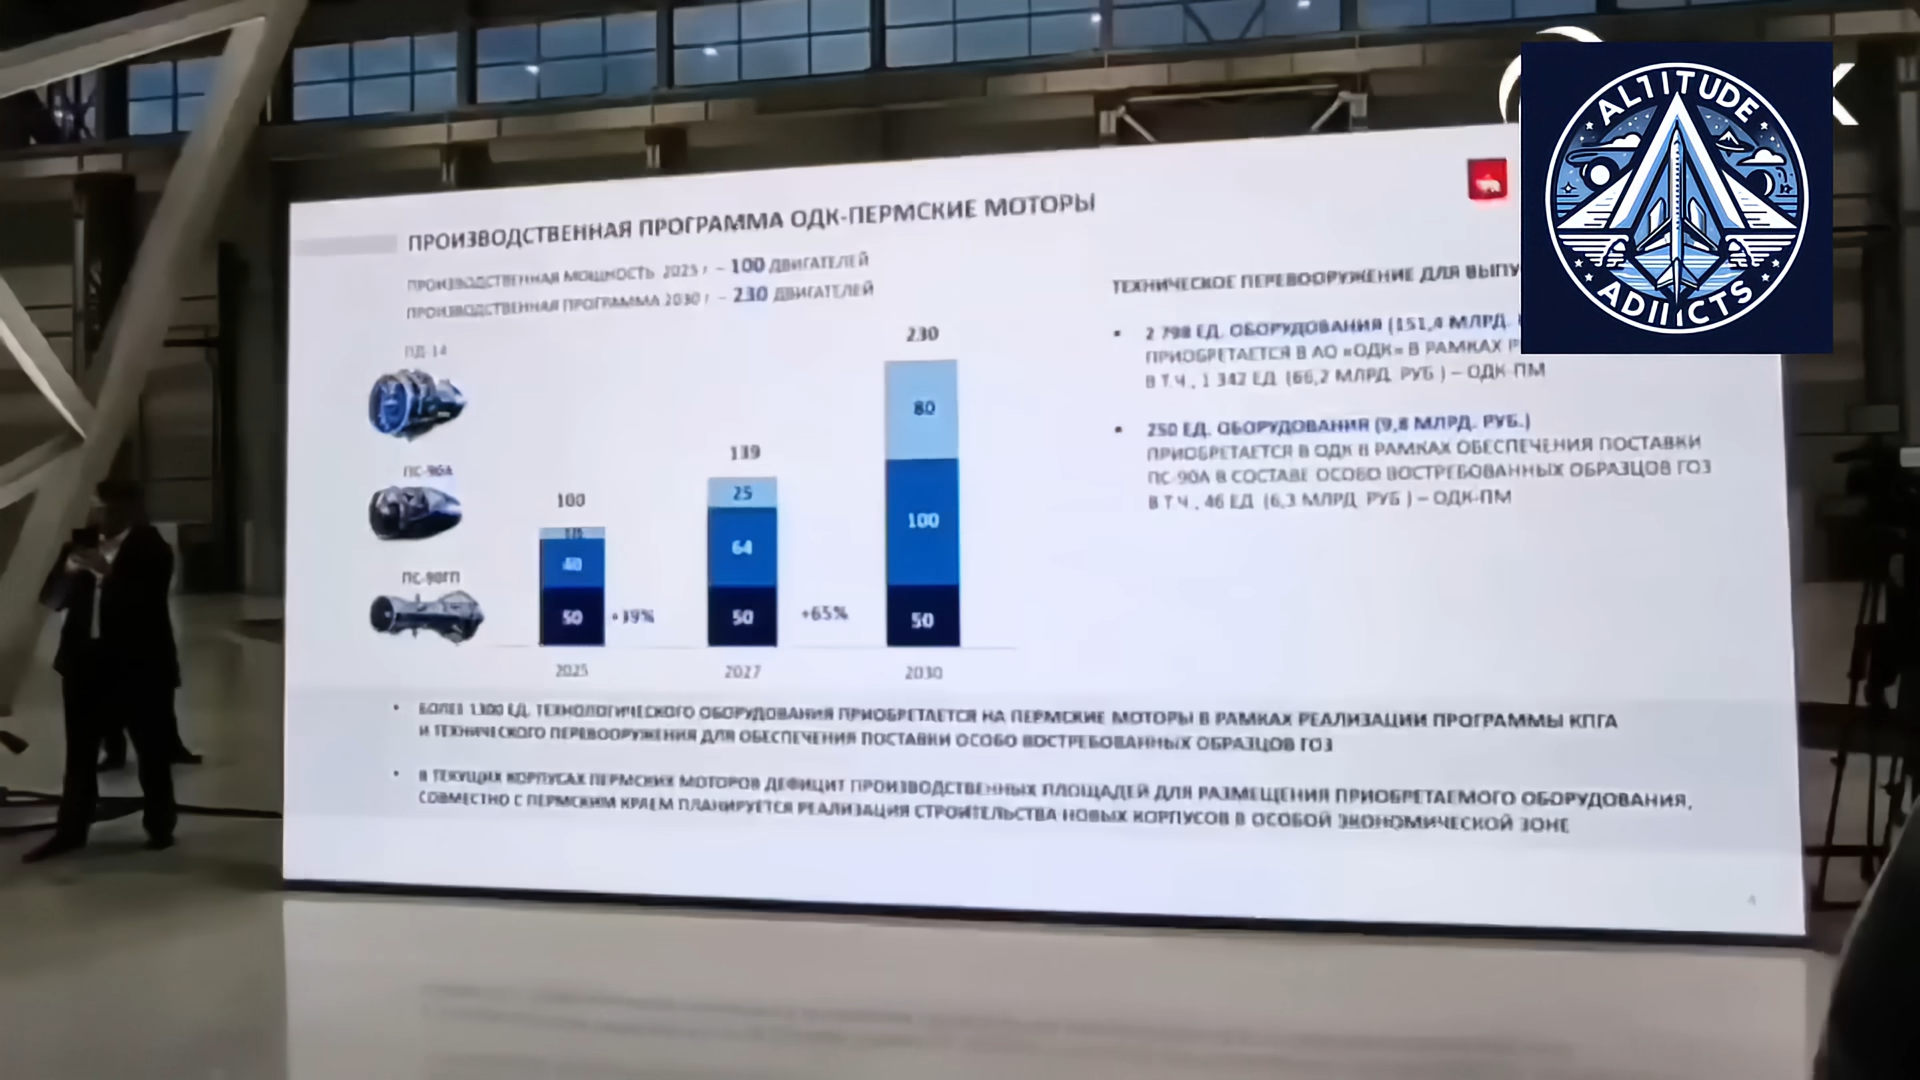 ALTITUDE
ADIIICTS
K
ПРОИЗВОДСТВЕННАЯ ПРОГРАММА ОДК-ПЕРМСКИЕ МОТОРЫ
ПРОИЗВОДСТВЕННАЯ МОЩНОСТЬ 2025 г – 100 ДВИГАТЕЛЕЙ
ПРОИЗВОДСТВЕННАЯ ПРОГРАММА 2030 г – 230 ДВИГАТЕЛЕЙ
ПД-14
ПС-90А
ПС-90ГП
100
10
40
50
+39%
2025
139
25
64
50
+65%
2027
230
80
100
50
2030
ТЕХНИЧЕСКОЕ ПЕРЕВООРУЖЕНИЕ ДЛЯ ВЫПУ
• 2 798 ЕД. ОБОРУДОВАНИЯ (151,4 МЛРД.
ПРИОБРЕТАЕТСЯ В АО «ОДК» В РАМКАХ
В Т.Ч., 1 342 ЕД. (66,2 МЛРД. РУБ.) – ОДК-ПМ
• 250 ЕД. ОБОРУДОВАНИЯ (9,8 МЛРД. РУБ.)
ПРИОБРЕТАЕТСЯ В ОДК В РАМКАХ ОБЕСПЕЧЕНИЯ ПОСТАВКИ
ПС-90А В СОСТАВЕ ОСОБО ВОСТРЕБОВАННЫХ ОБРАЗЦОВ ГОЗ
В Т.Ч., 46 ЕД. (6,3 МЛРД. РУБ.) – ОДК-ПМ
• БОЛЕЕ 1300 ЕД. ТЕХНОЛОГИЧЕСКОГО ОБОРУДОВАНИЯ ПРИОБРЕТАЕТСЯ НА ПЕРМСКИЕ МОТОРЫ В РАМКАХ РЕАЛИЗАЦИИ ПРОГРАММЫ КПГА
И ТЕХНИЧЕСКОГО ПЕРЕВООРУЖЕНИЯ ДЛЯ ОБЕСПЕЧЕНИЯ ПОСТАВКИ ОСОБО ВОСТРЕБОВАННЫХ ОБРАЗЦОВ ГОЗ
• В ТЕКУЩИХ КОРПУСАХ ПЕРМСКИХ МОТОРОВ ДЕФИЦИТ ПРОИЗВОДСТВЕННЫХ ПЛОЩАДЕЙ ДЛЯ РАЗМЕЩЕНИЯ ПРИОБРЕТАЕМОГО ОБОРУДОВАНИЯ,
СОВМЕСТНО С ПЕРМСКИМ КРАЕМ ПЛАНИРУЕТСЯ РЕАЛИЗАЦИЯ СТРОИТЕЛЬСТВА НОВЫХ КОРПУСОВ В ОСОБОЙ ЭКОНОМИЧЕСКОЙ ЗОНЕ
4